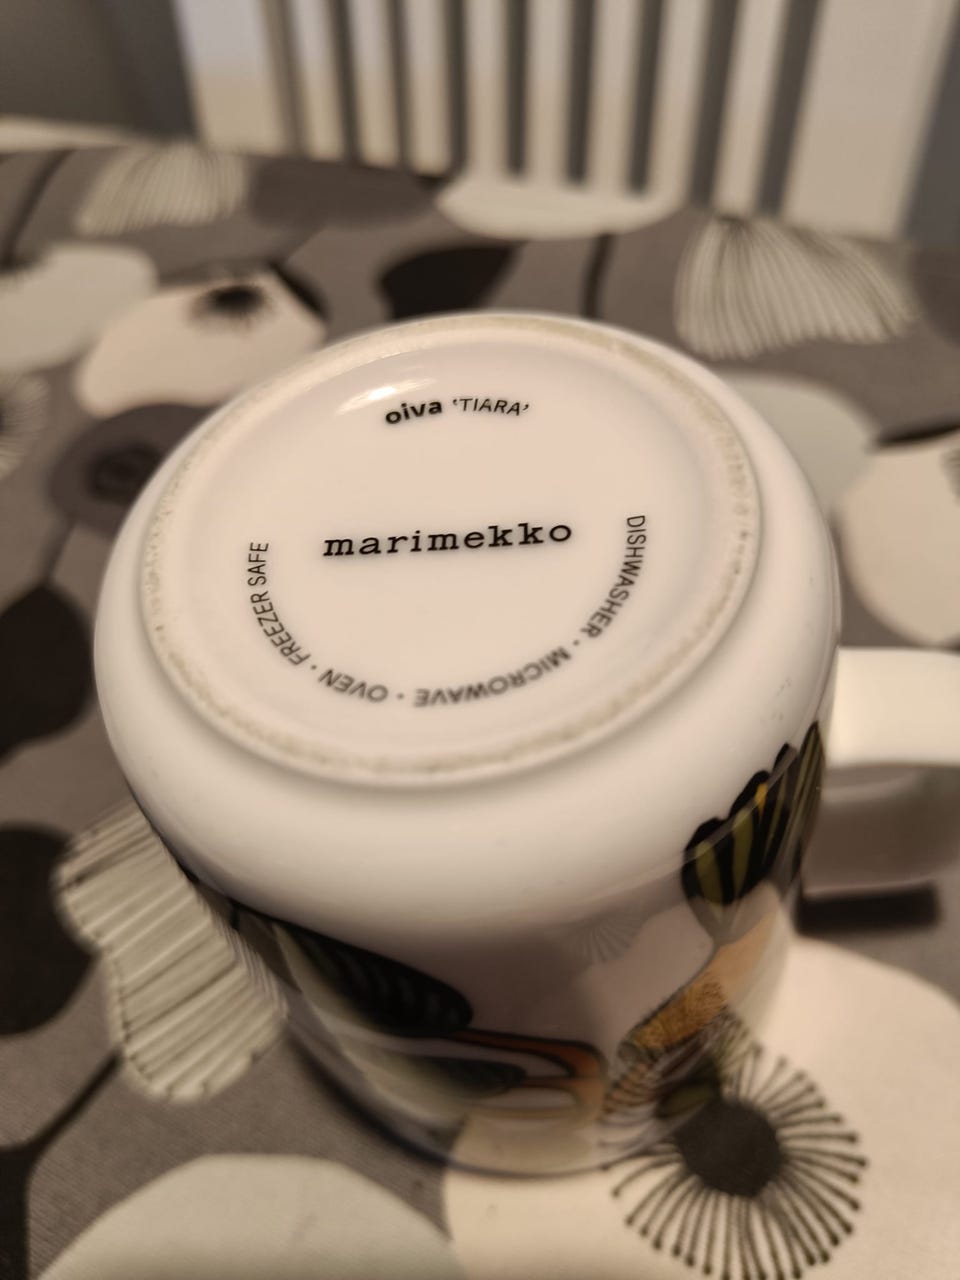 oiva ‘TIARA’
marimekko
DISHWASHER · MICROWAVE · OVEN · FREEZER SAFE